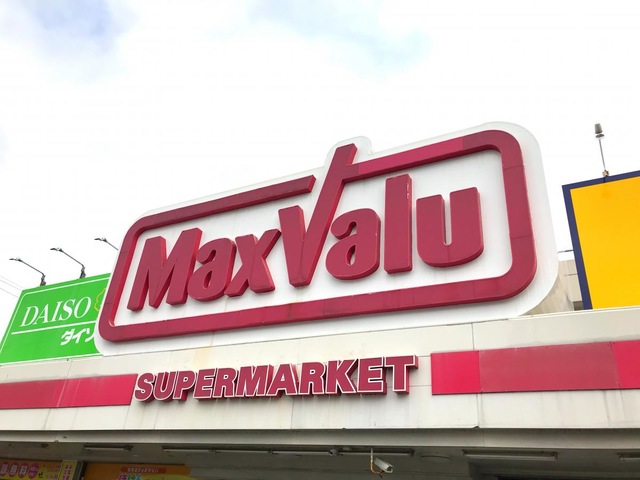 MaxValu
DAISO
ダイソ
SUPERMARKET